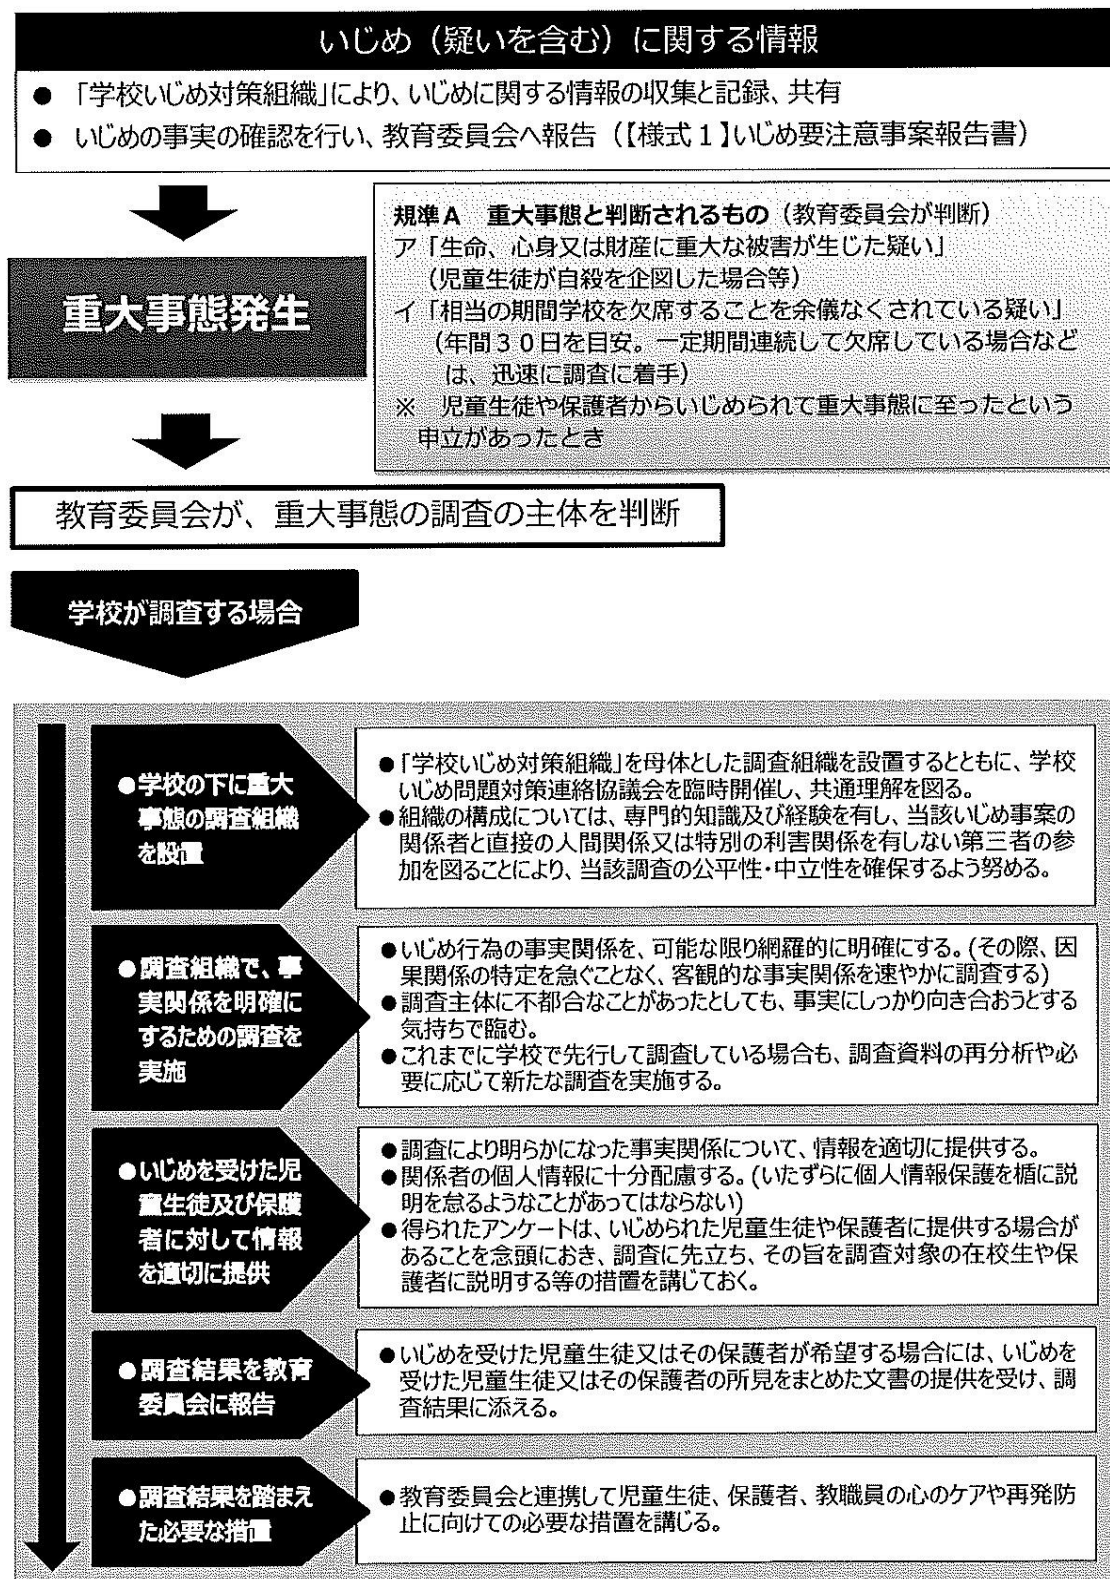 いじめ（疑いを含む）に関する情報
● 「学校いじめ対策組織」により、いじめに関する情報の収集と記録、共有
● いじめの事実の確認を行い、教育委員会へ報告（【様式１】いじめ要注意事案報告書）
規準Ａ　重大事態と判断されるもの（教育委員会が判断）
ア「生命、心身又は財産に重大な被害が生じた疑い」
（児童生徒が自殺を企図した場合等）
イ「相当の期間学校を欠席することを余儀なくされている疑い」
（年間３０日を目安。一定期間連続して欠席している場合など
は、迅速に調査に着手）
※　児童生徒や保護者からいじめられて重大事態に至ったという
申立があったとき
重大事態発生
教育委員会が、重大事態の調査の主体を判断
学校が調査する場合
●学校の下に重大
事態の調査組織
を設置
●「学校いじめ対策組織」を母体とした調査組織を設置するとともに、学校
いじめ問題対策連絡協議会を臨時開催し、共通理解を図る。
●組織の構成については、専門的知識及び経験を有し、当該いじめ事案の
関係者と直接の人間関係又は特別の利害関係を有しない第三者の参
加を図ることにより、当該調査の公平性・中立性を確保するよう努める。
●調査組織で、事
実関係を明確に
するための調査を
実施
●いじめ行為の事実関係を、可能な限り網羅的に明確にする。(その際、因
果関係の特定を急ぐことなく、客観的な事実関係を速やかに調査する)
●調査主体に不都合なことがあったとしても、事実にしっかり向き合おうとする
気持ちで臨む。
●これまでに学校で先行して調査している場合も、調査資料の再分析や必
要に応じて新たな調査を実施する。
●いじめを受けた児
童生徒及び保護
者に対して情報
を適切に提供
●調査により明らかになった事実関係について、情報を適切に提供する。
●関係者の個人情報に十分配慮する。(いたずらに個人情報保護を楯に説
明を怠るようなことがあってはならない)
●得られたアンケートは、いじめられた児童生徒や保護者に提供する場合が
あることを念頭におき、調査に先立ち、その旨を調査対象の在校生や保
護者に説明する等の措置を講じておく。
●調査結果を教育
委員会に報告
●いじめを受けた児童生徒又はその保護者が希望する場合には、いじめを
受けた児童生徒又はその保護者の所見をまとめた文書の提供を受け、調
査結果に添える。
●調査結果を踏まえ
た必要な措置
●教育委員会と連携して児童生徒、保護者、教職員の心のケアや再発防
止に向けての必要な措置を講じる。